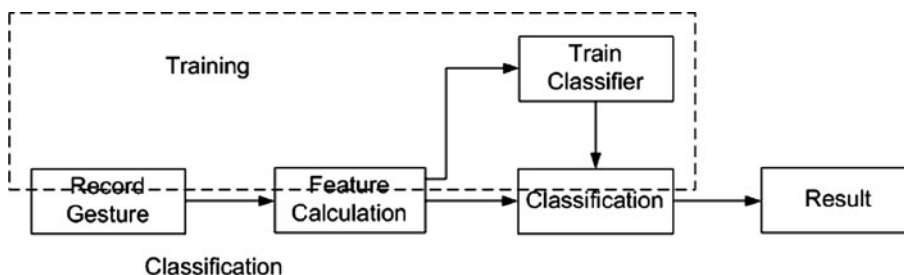 Training
Train
Classifier
Record
Gesture
Feature
Calculation
Classification
Result
Classification